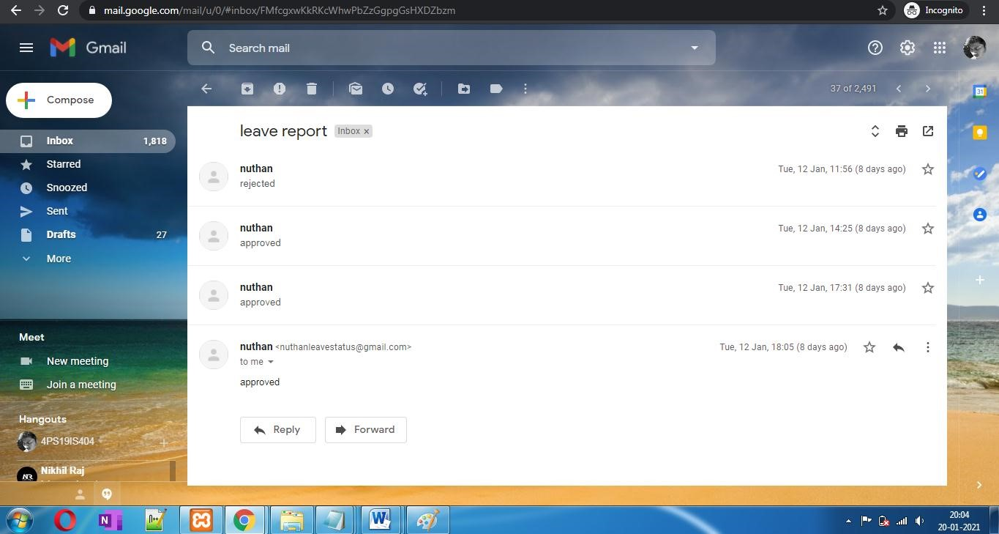 mail.google.com/mail/u/0/#inbox/FMfcgxwKkRKcWhwPbZzGgpgGsHXDZbzm
Incognito
Gmail
Search mail
Compose
37 of 2,491
31
Inbox 1,818
Starred
Snoozed
Sent
Drafts 27
More
leave report Inbox ×
nuthan Tue, 12 Jan, 11:56 (8 days ago)
rejected
nuthan Tue, 12 Jan, 14:25 (8 days ago)
approved
nuthan Tue, 12 Jan, 17:31 (8 days ago)
approved
nuthan <nuthanleavestatus@gmail.com> Tue, 12 Jan, 18:05 (8 days ago)
to me
approved
Reply Forward
Meet
New meeting
Join a meeting
Hangouts
4PS19IS404
Nikhil Raj
20:04
20-01-2021